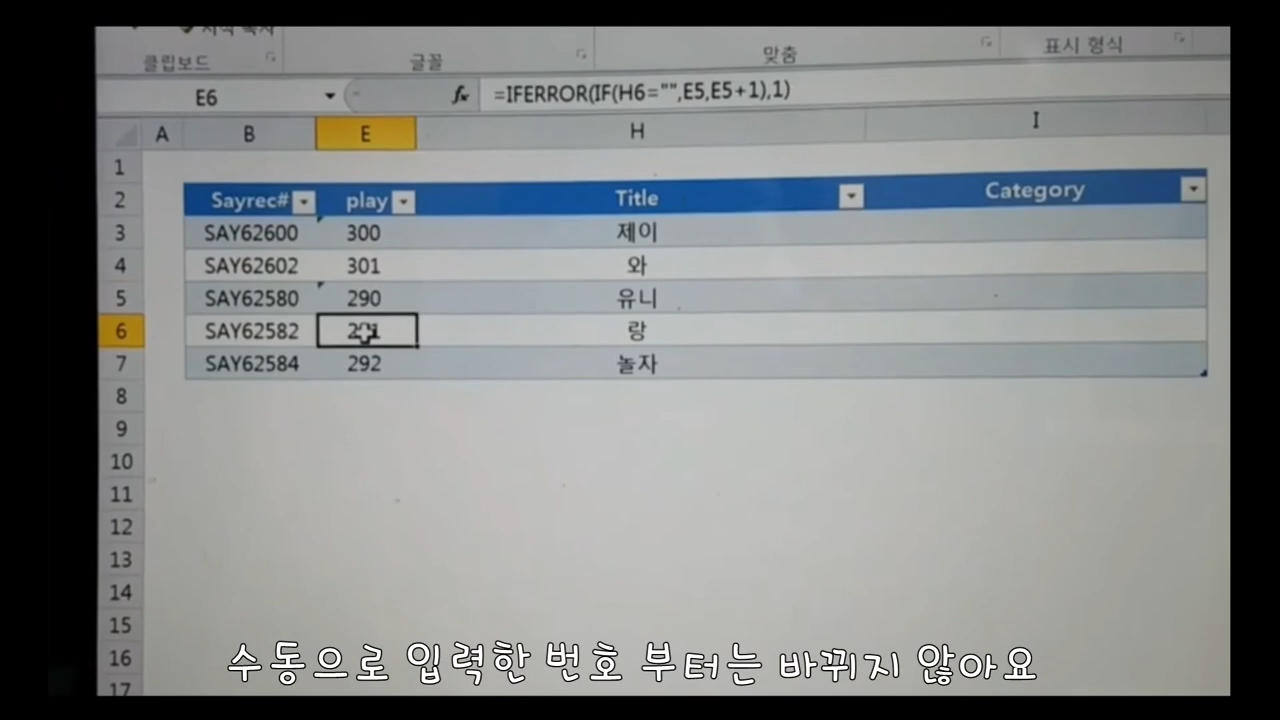 클립보드 글꼴 맞춤 표시 형식
E6 fx =IFERROR(IF(H6="",E5,E5+1),1)
A B E H I
1
2 Sayrec# play Title Category
3 SAY62600 300 제이
4 SAY62602 301 와
5 SAY62580 290 유니
6 SAY62582 291 랑
7 SAY62584 292 놀자
8
9
10
11
12
13
14
15
16
17
수동으로 입력한 번호 부터는 바뀌지 않아요